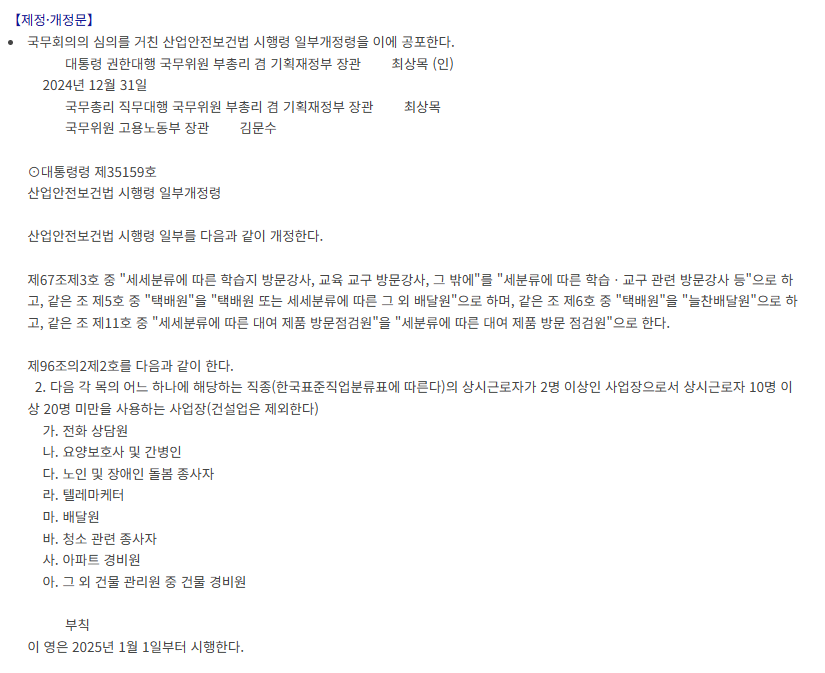 【제정·개정문】
국무회의의 심의를 거친 산업안전보건법 시행령 일부개정령을 이에 공포한다.
대통령 권한대행 국무위원 부총리 겸 기획재정부 장관 최상목 (인)
2024년 12월 31일
국무총리 직무대행 국무위원 부총리 겸 기획재정부 장관 최상목
국무위원 고용노동부 장관 김문수
⊙대통령령 제35159호
산업안전보건법 시행령 일부개정령
산업안전보건법 시행령 일부를 다음과 같이 개정한다.
제67조제3호 중 "세세분류에 따른 학습지 방문강사, 교육 교구 방문강사, 그 밖에"를 "세분류에 따른 학습ㆍ교구 관련 방문강사 등"으로 하
고, 같은 조 제5호 중 "택배원"을 "택배원 또는 세세분류에 따른 그 외 배달원"으로 하며, 같은 조 제6호 중 "택배원"을 "늘찬배달원"으로 하
고, 같은 조 제11호 중 "세세분류에 따른 대여 제품 방문점검원"을 "세분류에 따른 대여 제품 방문 점검원"으로 한다.
제96조의2제2호를 다음과 같이 한다.
2. 다음 각 목의 어느 하나에 해당하는 직종(한국표준직업분류표에 따른다)의 상시근로자가 2명 이상인 사업장으로서 상시근로자 10명 이
상 20명 미만을 사용하는 사업장(건설업은 제외한다)
가. 전화 상담원
나. 요양보호사 및 간병인
다. 노인 및 장애인 돌봄 종사자
라. 텔레마케터
마. 배달원
바. 청소 관련 종사자
사. 아파트 경비원
아. 그 외 건물 관리원 중 건물 경비원
부칙
이 영은 2025년 1월 1일부터 시행한다.